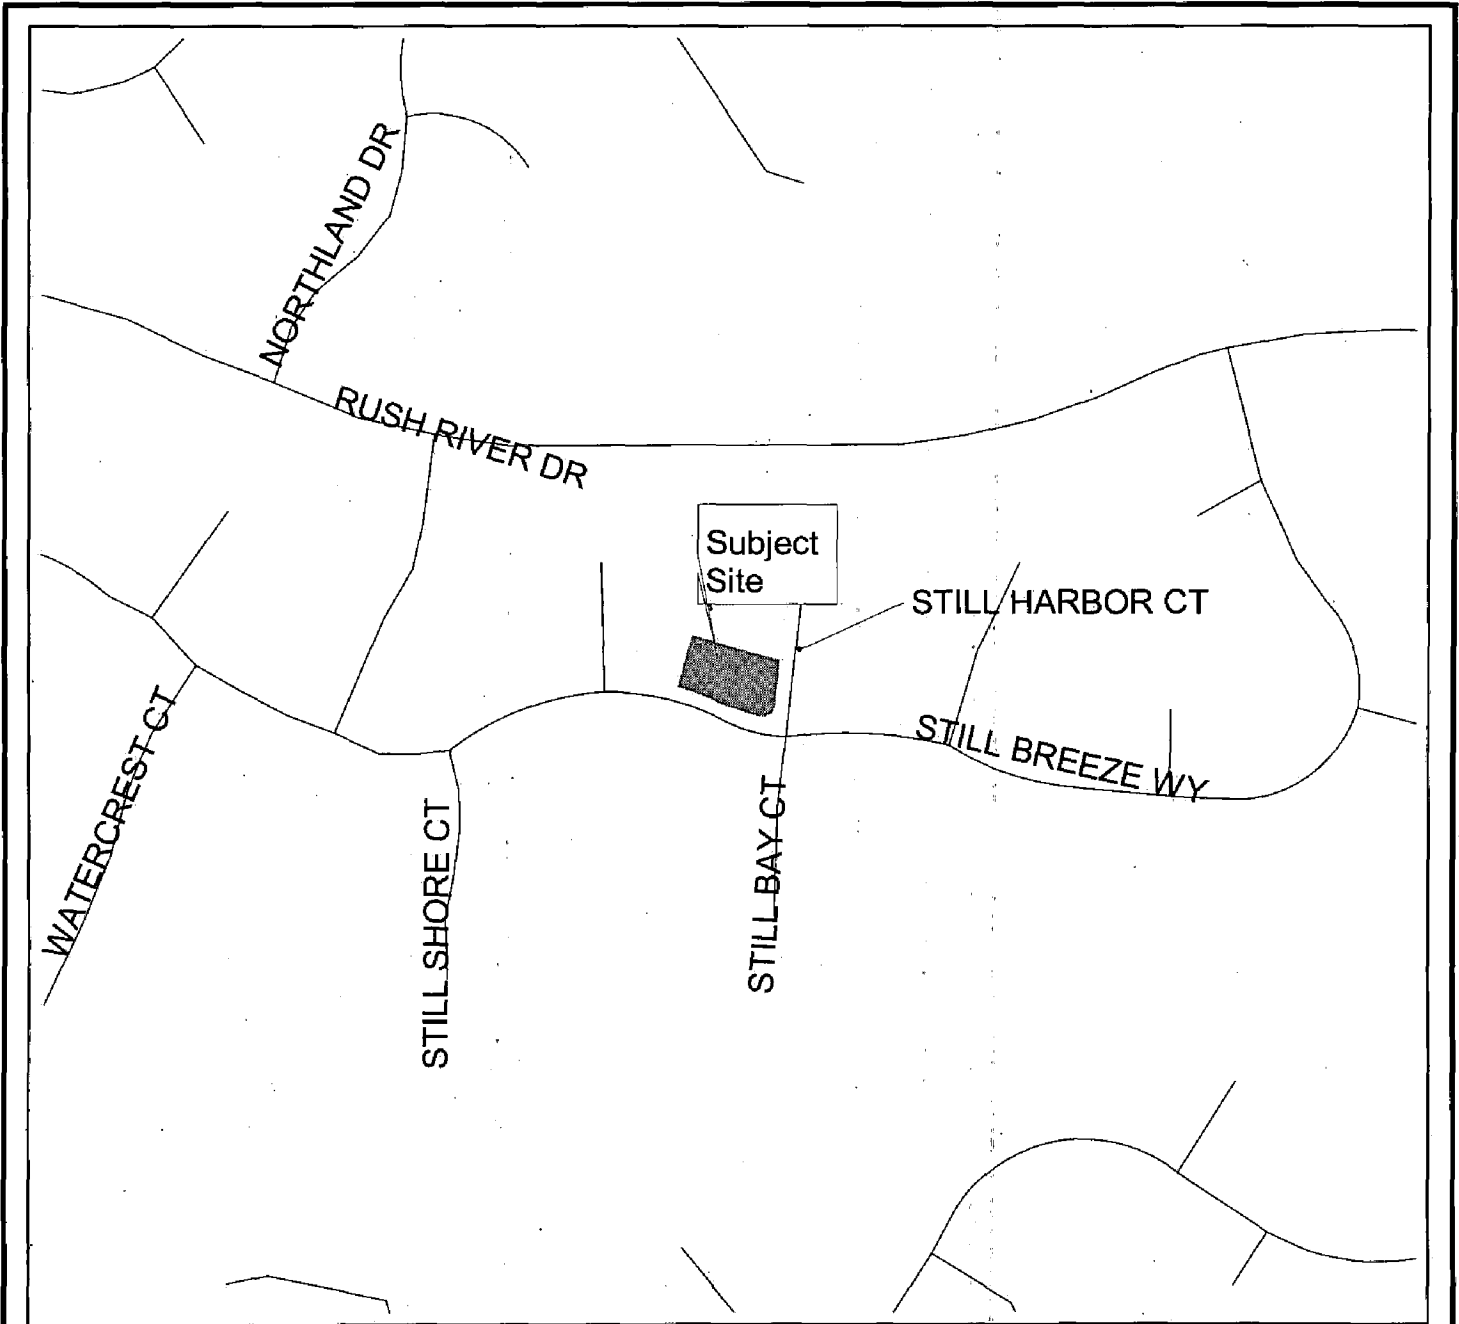 NORTHLAND DR
RUSH RIVER DR
Subject
Site
STILL HARBOR CT
STILL BREEZE WY
WATERCREST CT
STILL SHORE CT
STILL BAY CT